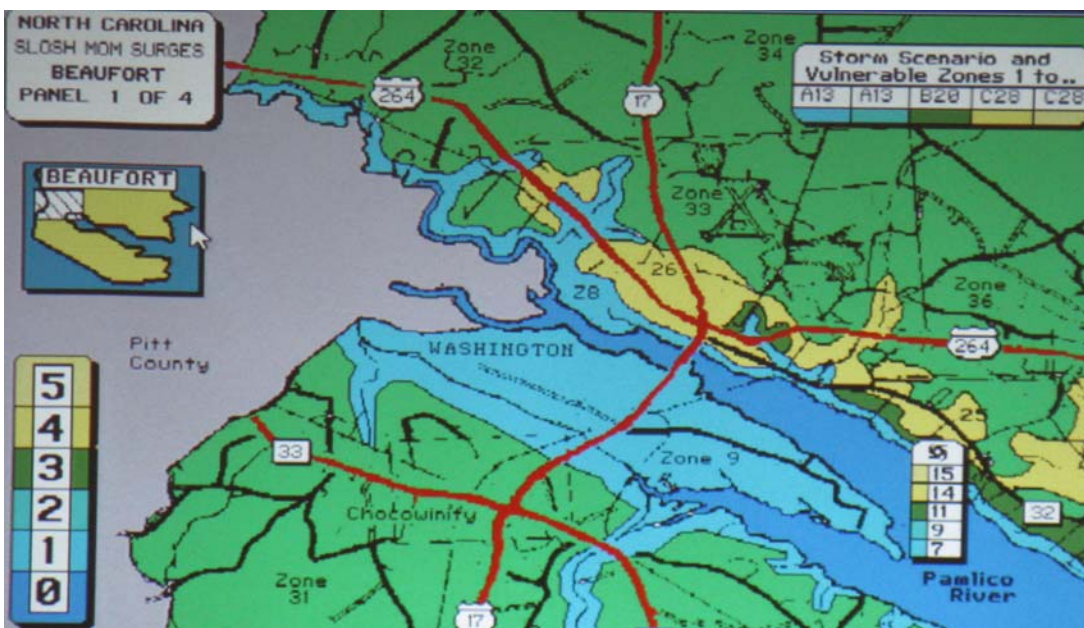 NORTH CAROLINA
SLOSH MOM SURGES
BEAUFORT
PANEL 1 OF 4
Zone
32
Zone
34
Storm Scenario and
Vulnerable Zones 1 to..
A13 A13 B20 C28 C28
264
17
BEAUFORT
Zone
33
26
28
Zone
36
Pitt
County
WASHINGTON
264
5
4
3
2
1
0
25
33
Zone 9
15
14
11
9
7
32
Chocowinity
Zone
31
17
Pamlico
River